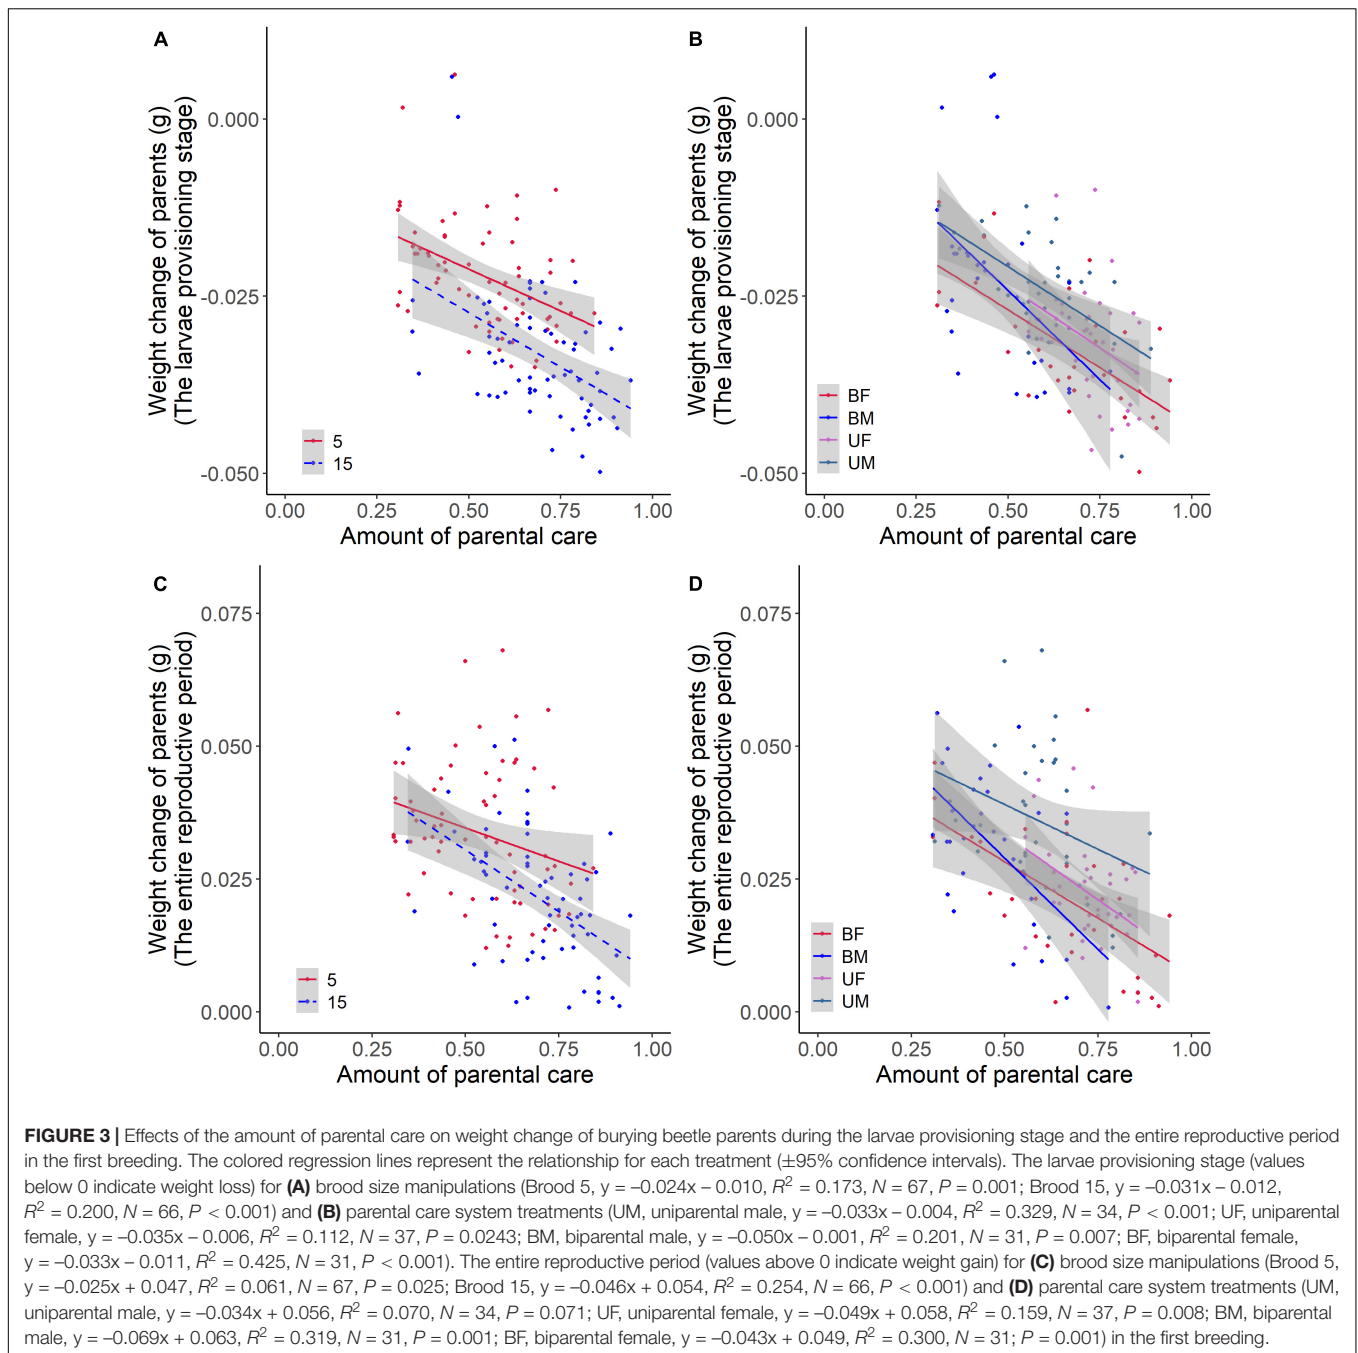 A
Weight change of parents (g)
(The larvae provisioning stage)
0.000
-0.025
-0.050
5
15
0.00 0.25 0.50 0.75 1.00
Amount of parental care
B
Weight change of parents (g)
(The larvae provisioning stage)
0.000
-0.025
-0.050
BF
BM
UF
UM
0.00 0.25 0.50 0.75 1.00
Amount of parental care
C
Weight change of parents (g)
(The entire reproductive period)
0.075
0.050
0.025
0.000
5
15
0.00 0.25 0.50 0.75 1.00
Amount of parental care
D
Weight change of parents (g)
(The entire reproductive period)
0.075
0.050
0.025
0.000
BF
BM
UF
UM
0.00 0.25 0.50 0.75 1.00
Amount of parental care
FIGURE 3 | Effects of the amount of parental care on weight change of burying beetle parents during the larvae provisioning stage and the entire reproductive period
in the first breeding. The colored regression lines represent the relationship for each treatment (±95% confidence intervals). The larvae provisioning stage (values
below 0 indicate weight loss) for (A) brood size manipulations (Brood 5, y = –0.024x – 0.010, R² = 0.173, N = 67, P = 0.001; Brood 15, y = –0.031x – 0.012,
R² = 0.200, N = 66, P < 0.001) and (B) parental care system treatments (UM, uniparental male, y = –0.033x – 0.004, R² = 0.329, N = 34, P < 0.001; UF, uniparental
female, y = –0.035x – 0.006, R² = 0.112, N = 37, P = 0.0243; BM, biparental male, y = –0.050x – 0.001, R² = 0.201, N = 31, P = 0.007; BF, biparental female,
y = –0.033x – 0.011, R² = 0.425, N = 31, P < 0.001). The entire reproductive period (values above 0 indicate weight gain) for (C) brood size manipulations (Brood 5,
y = –0.025x + 0.047, R² = 0.061, N = 67, P = 0.025; Brood 15, y = –0.046x + 0.054, R² = 0.254, N = 66, P < 0.001) and (D) parental care system treatments (UM,
uniparental male, y = –0.034x + 0.056, R² = 0.070, N = 34, P = 0.071; UF, uniparental female, y = –0.049x + 0.058, R² = 0.159, N = 37, P = 0.008; BM, biparental
male, y = –0.069x + 0.063, R² = 0.319, N = 31, P = 0.001; BF, biparental female, y = –0.043x + 0.049, R² = 0.300, N = 31; P = 0.001) in the first breeding.